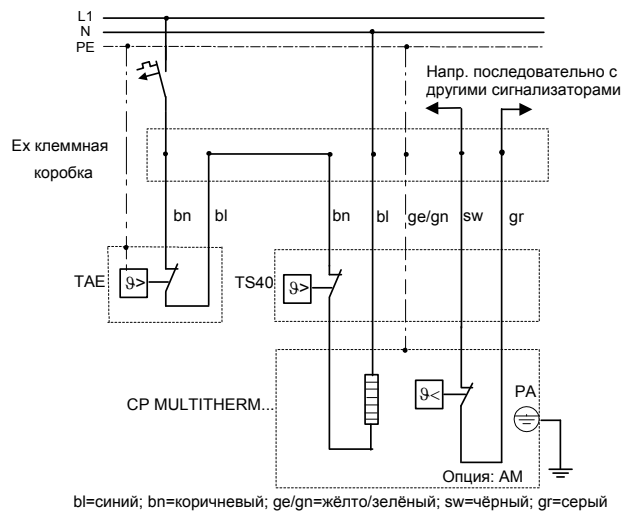 L1
N
PE
Напр. последовательно с
другими сигнализаторами
Ex клеммная
коробка
bn
bl
bn
bl
ge/gn
sw
gr
TAE
ϑ>
TS40
ϑ>
CP MULTITHERM...
ϑ<
PA
Опция: AM
bl=синий; bn=коричневый; ge/gn=жёлто/зелёный; sw=чёрный; gr=серый